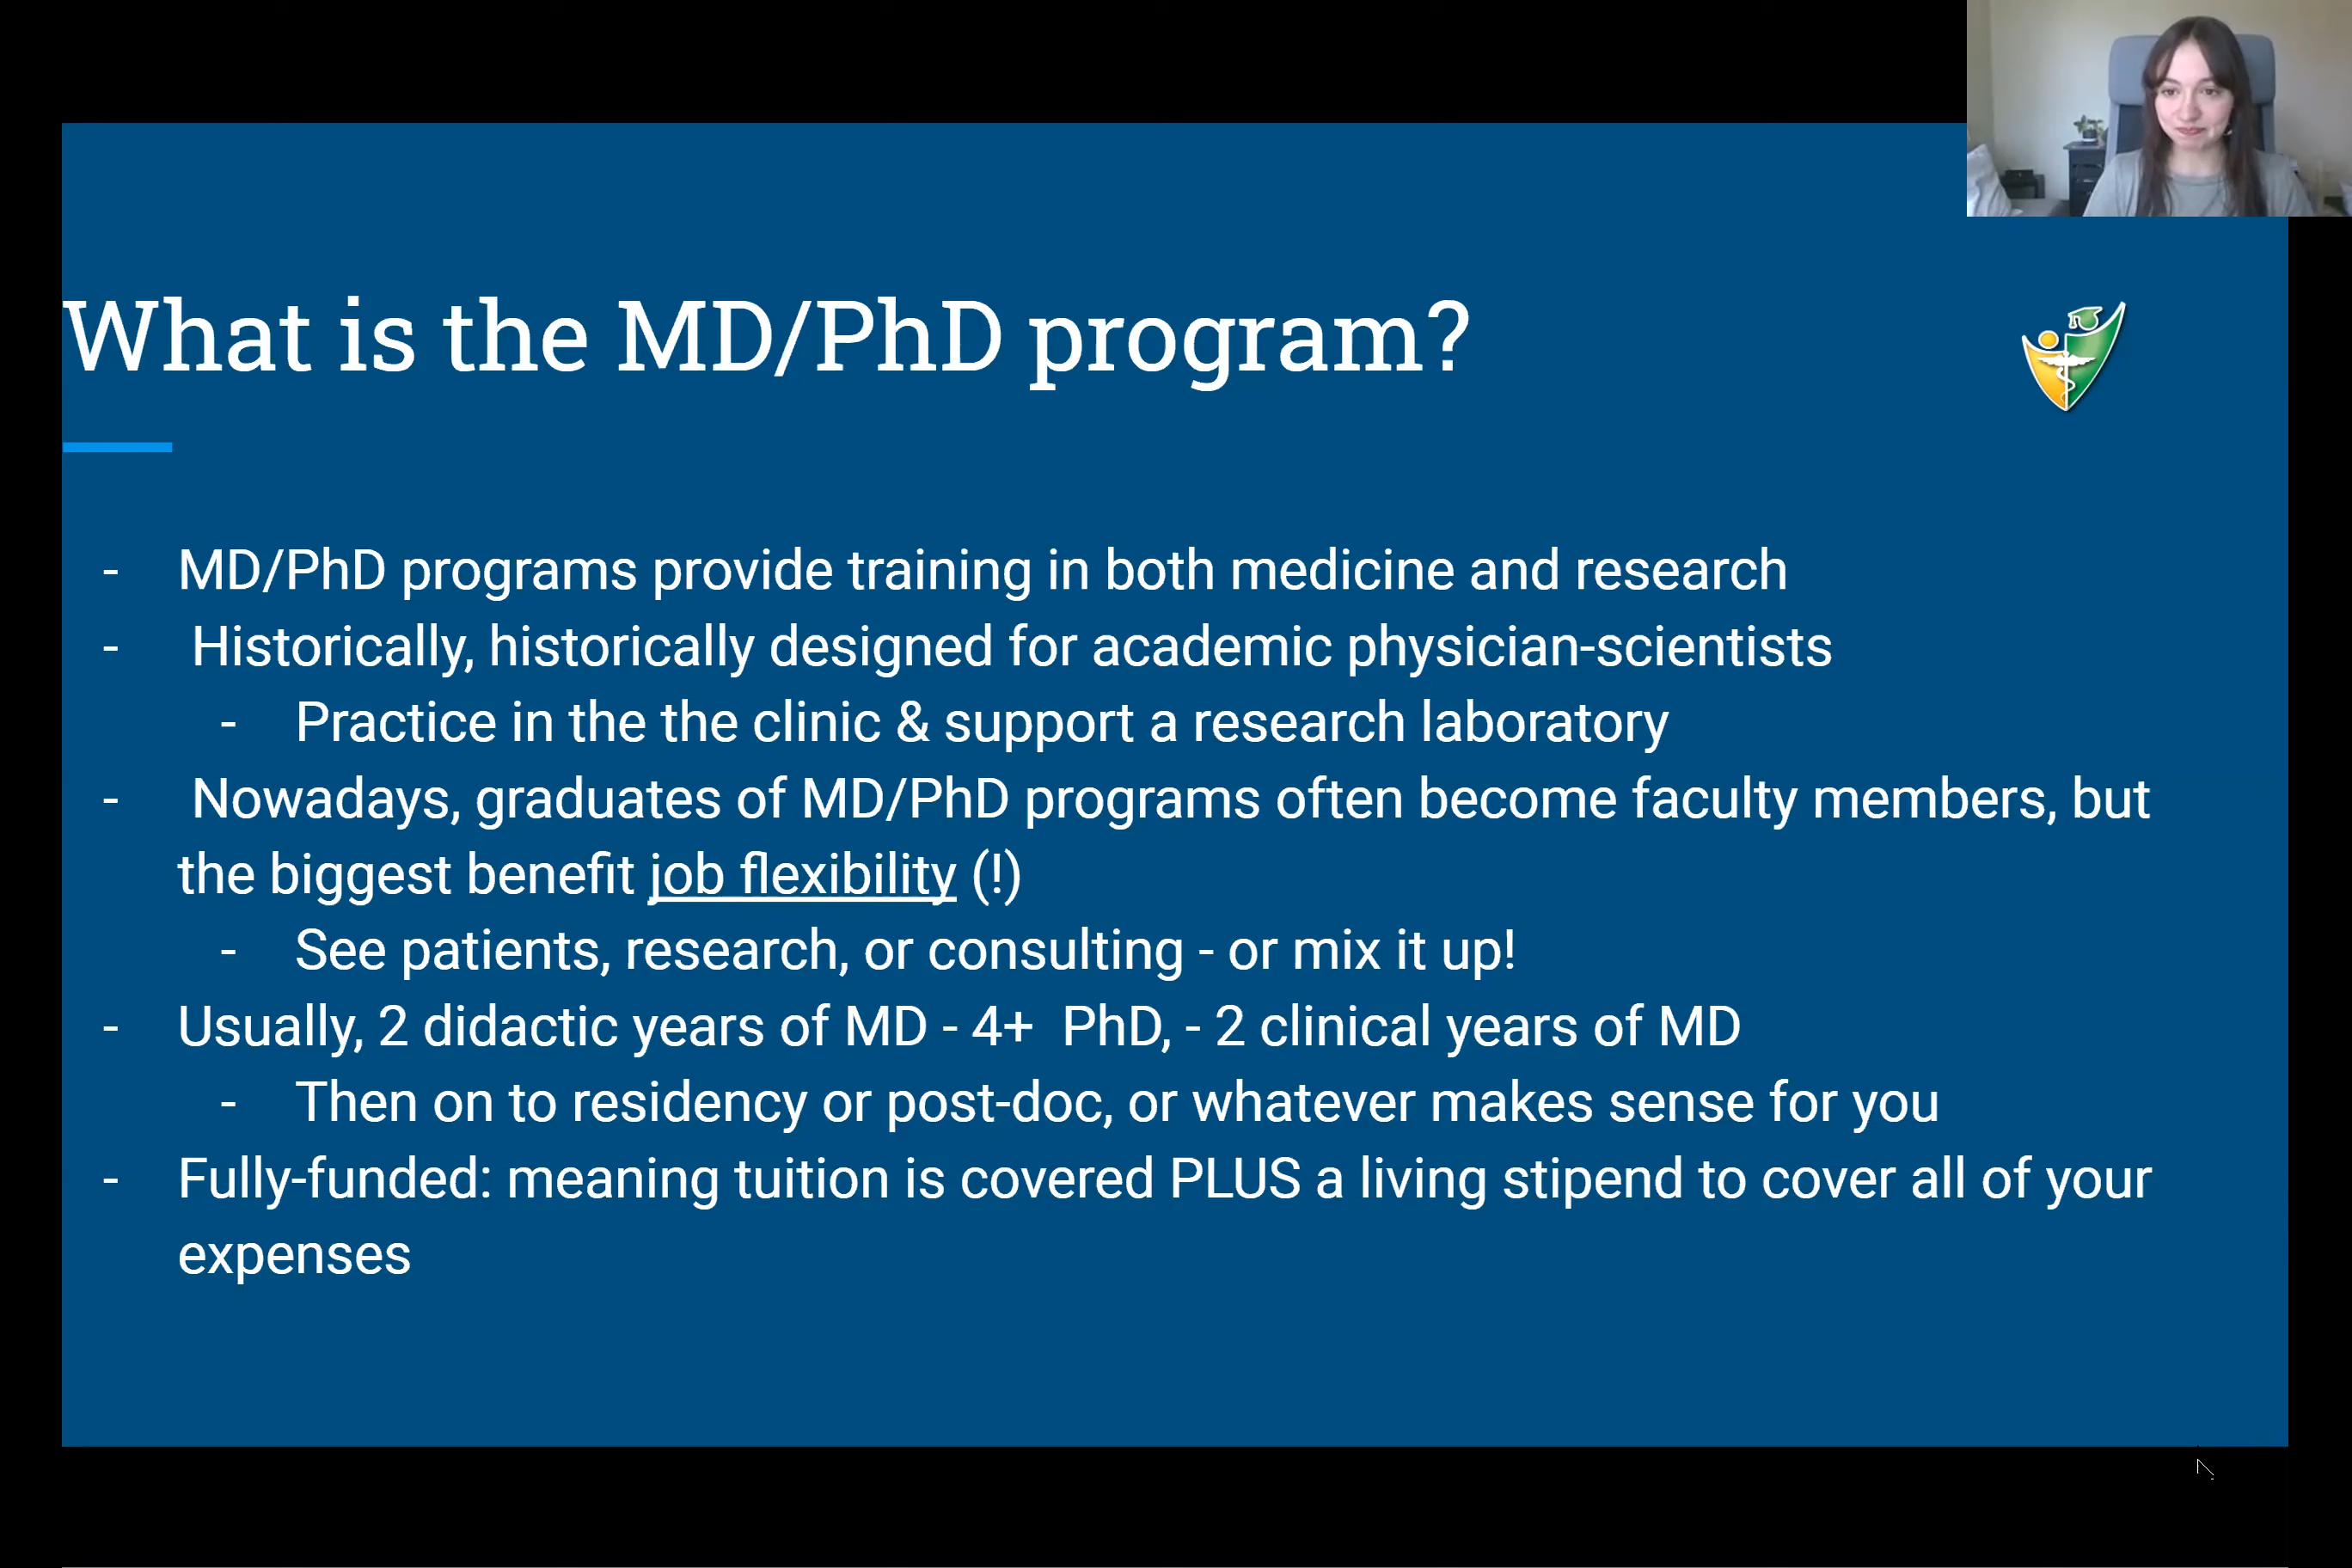 What is the MD/PhD program?
- MD/PhD programs provide training in both medicine and research
- Historically, historically designed for academic physician-scientists
- Practice in the the clinic & support a research laboratory
- Nowadays, graduates of MD/PhD programs often become faculty members, but
the biggest benefit job flexibility (!)
- See patients, research, or consulting - or mix it up!
- Usually, 2 didactic years of MD - 4+  PhD, - 2 clinical years of MD
- Then on to residency or post-doc, or whatever makes sense for you
- Fully-funded: meaning tuition is covered PLUS a living stipend to cover all of your
expenses